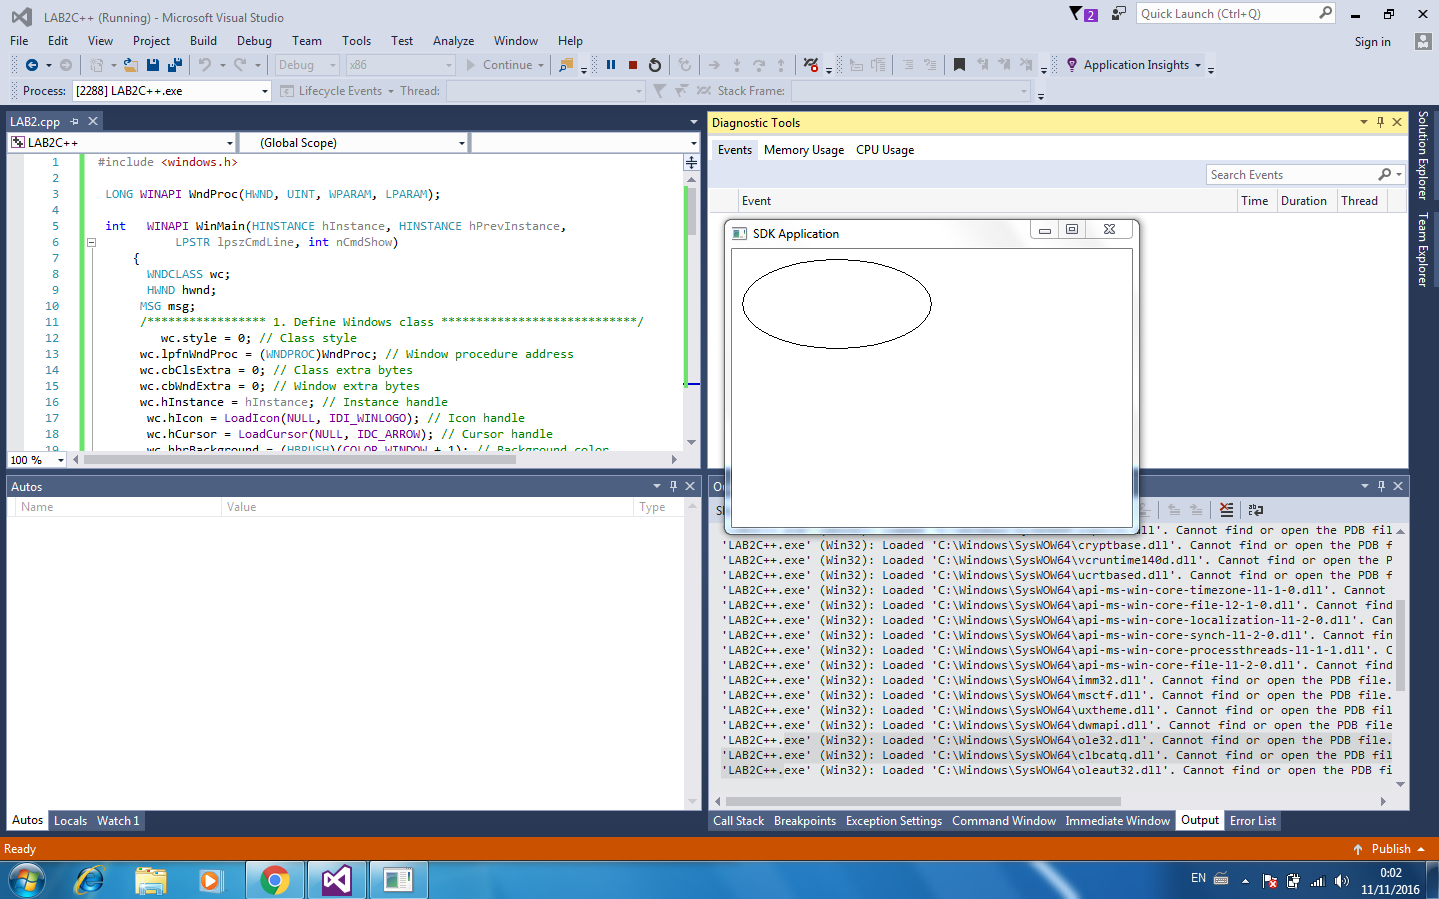 LAB2C++ (Running) - Microsoft Visual Studio
2
Quick Launch (Ctrl+Q)
File Edit View Project Build Debug Team Tools Test Analyze Window Help
Sign in
Debug x86 Continue Application Insights
Process: [2288] LAB2C++.exe Lifecycle Events Thread: Stack Frame:
LAB2.cpp
LAB2C++ (Global Scope)
1 #include <windows.h>
2
3 LONG WINAPI WndProc(HWND, UINT, WPARAM, LPARAM);
4
5 int WINAPI WinMain(HINSTANCE hInstance, HINSTANCE hPrevInstance,
6 LPSTR lpszCmdLine, int nCmdShow)
7 {
8 WNDCLASS wc;
9 HWND hwnd;
10 MSG msg;
11 /***************** 1. Define Windows class ****************************/
12 wc.style = 0; // Class style
13 wc.lpfnWndProc = (WNDPROC)WndProc; // Window procedure address
14 wc.cbClsExtra = 0; // Class extra bytes
15 wc.cbWndExtra = 0; // Window extra bytes
16 wc.hInstance = hInstance; // Instance handle
17 wc.hIcon = LoadIcon(NULL, IDI_WINLOGO); // Icon handle
18 wc.hCursor = LoadCursor(NULL, IDC_ARROW); // Cursor handle
19 wc.hbrBackground = (HBRUSH)(COLOR_WINDOW + 1); // Background color
100 %
Diagnostic Tools
Events Memory Usage CPU Usage
Search Events
Event Time Duration Thread
SDK Application
Solution Explorer
Team Explorer
Autos
Name Value Type
Autos Locals Watch 1
Ou
Sh
dll'. Cannot find or open the PDB fil
'LAB2C++.exe' (Win32): Loaded 'C:\Windows\SysWOW64\cryptbase.dll'. Cannot find or open the PDB f
'LAB2C++.exe' (Win32): Loaded 'C:\Windows\SysWOW64\vcruntime140d.dll'. Cannot find or open the P
'LAB2C++.exe' (Win32): Loaded 'C:\Windows\SysWOW64\ucrtbased.dll'. Cannot find or open the PDB f
'LAB2C++.exe' (Win32): Loaded 'C:\Windows\SysWOW64\api-ms-win-core-timezone-l1-1-0.dll'. Cannot
'LAB2C++.exe' (Win32): Loaded 'C:\Windows\SysWOW64\api-ms-win-core-file-l2-1-0.dll'. Cannot find
'LAB2C++.exe' (Win32): Loaded 'C:\Windows\SysWOW64\api-ms-win-core-localization-l1-2-0.dll'. Can
'LAB2C++.exe' (Win32): Loaded 'C:\Windows\SysWOW64\api-ms-win-core-synch-l1-2-0.dll'. Cannot fin
'LAB2C++.exe' (Win32): Loaded 'C:\Windows\SysWOW64\api-ms-win-core-processthreads-l1-1-1.dll'. C
'LAB2C++.exe' (Win32): Loaded 'C:\Windows\SysWOW64\api-ms-win-core-file-l1-2-0.dll'. Cannot find
'LAB2C++.exe' (Win32): Loaded 'C:\Windows\SysWOW64\imm32.dll'. Cannot find or open the PDB file.
'LAB2C++.exe' (Win32): Loaded 'C:\Windows\SysWOW64\msctf.dll'. Cannot find or open the PDB file.
'LAB2C++.exe' (Win32): Loaded 'C:\Windows\SysWOW64\uxtheme.dll'. Cannot find or open the PDB fil
'LAB2C++.exe' (Win32): Loaded 'C:\Windows\SysWOW64\dwmapi.dll'. Cannot find or open the PDB file
'LAB2C++.exe' (Win32): Loaded 'C:\Windows\SysWOW64\ole32.dll'. Cannot find or open the PDB file.
'LAB2C++.exe' (Win32): Loaded 'C:\Windows\SysWOW64\clbcatq.dll'. Cannot find or open the PDB fil
'LAB2C++.exe' (Win32): Loaded 'C:\Windows\SysWOW64\oleaut32.dll'. Cannot find or open the PDB fi
Call Stack Breakpoints Exception Settings Command Window Immediate Window Output Error List
Ready Publish
EN 0:02
11/11/2016